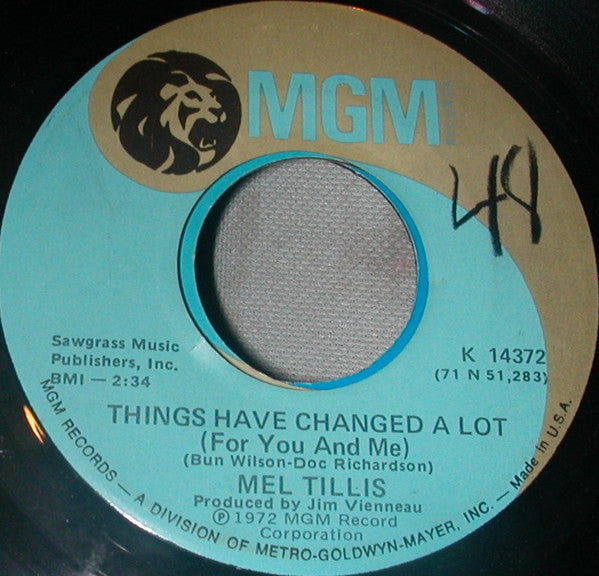 MGM
48
Sawgrass Music
Publishers, Inc.
BMI — 2:34
K 14372
(71 N 51,283)
THINGS HAVE CHANGED A LOT
(For You And Me)
(Bun Wilson-Doc Richardson)
MEL TILLIS
Produced by Jim Vienneau
℗ 1972 MGM Record
Corporation
MGM RECORDS — A DIVISION OF METRO-GOLDWYN-MAYER, INC. — Made in U.S.A.